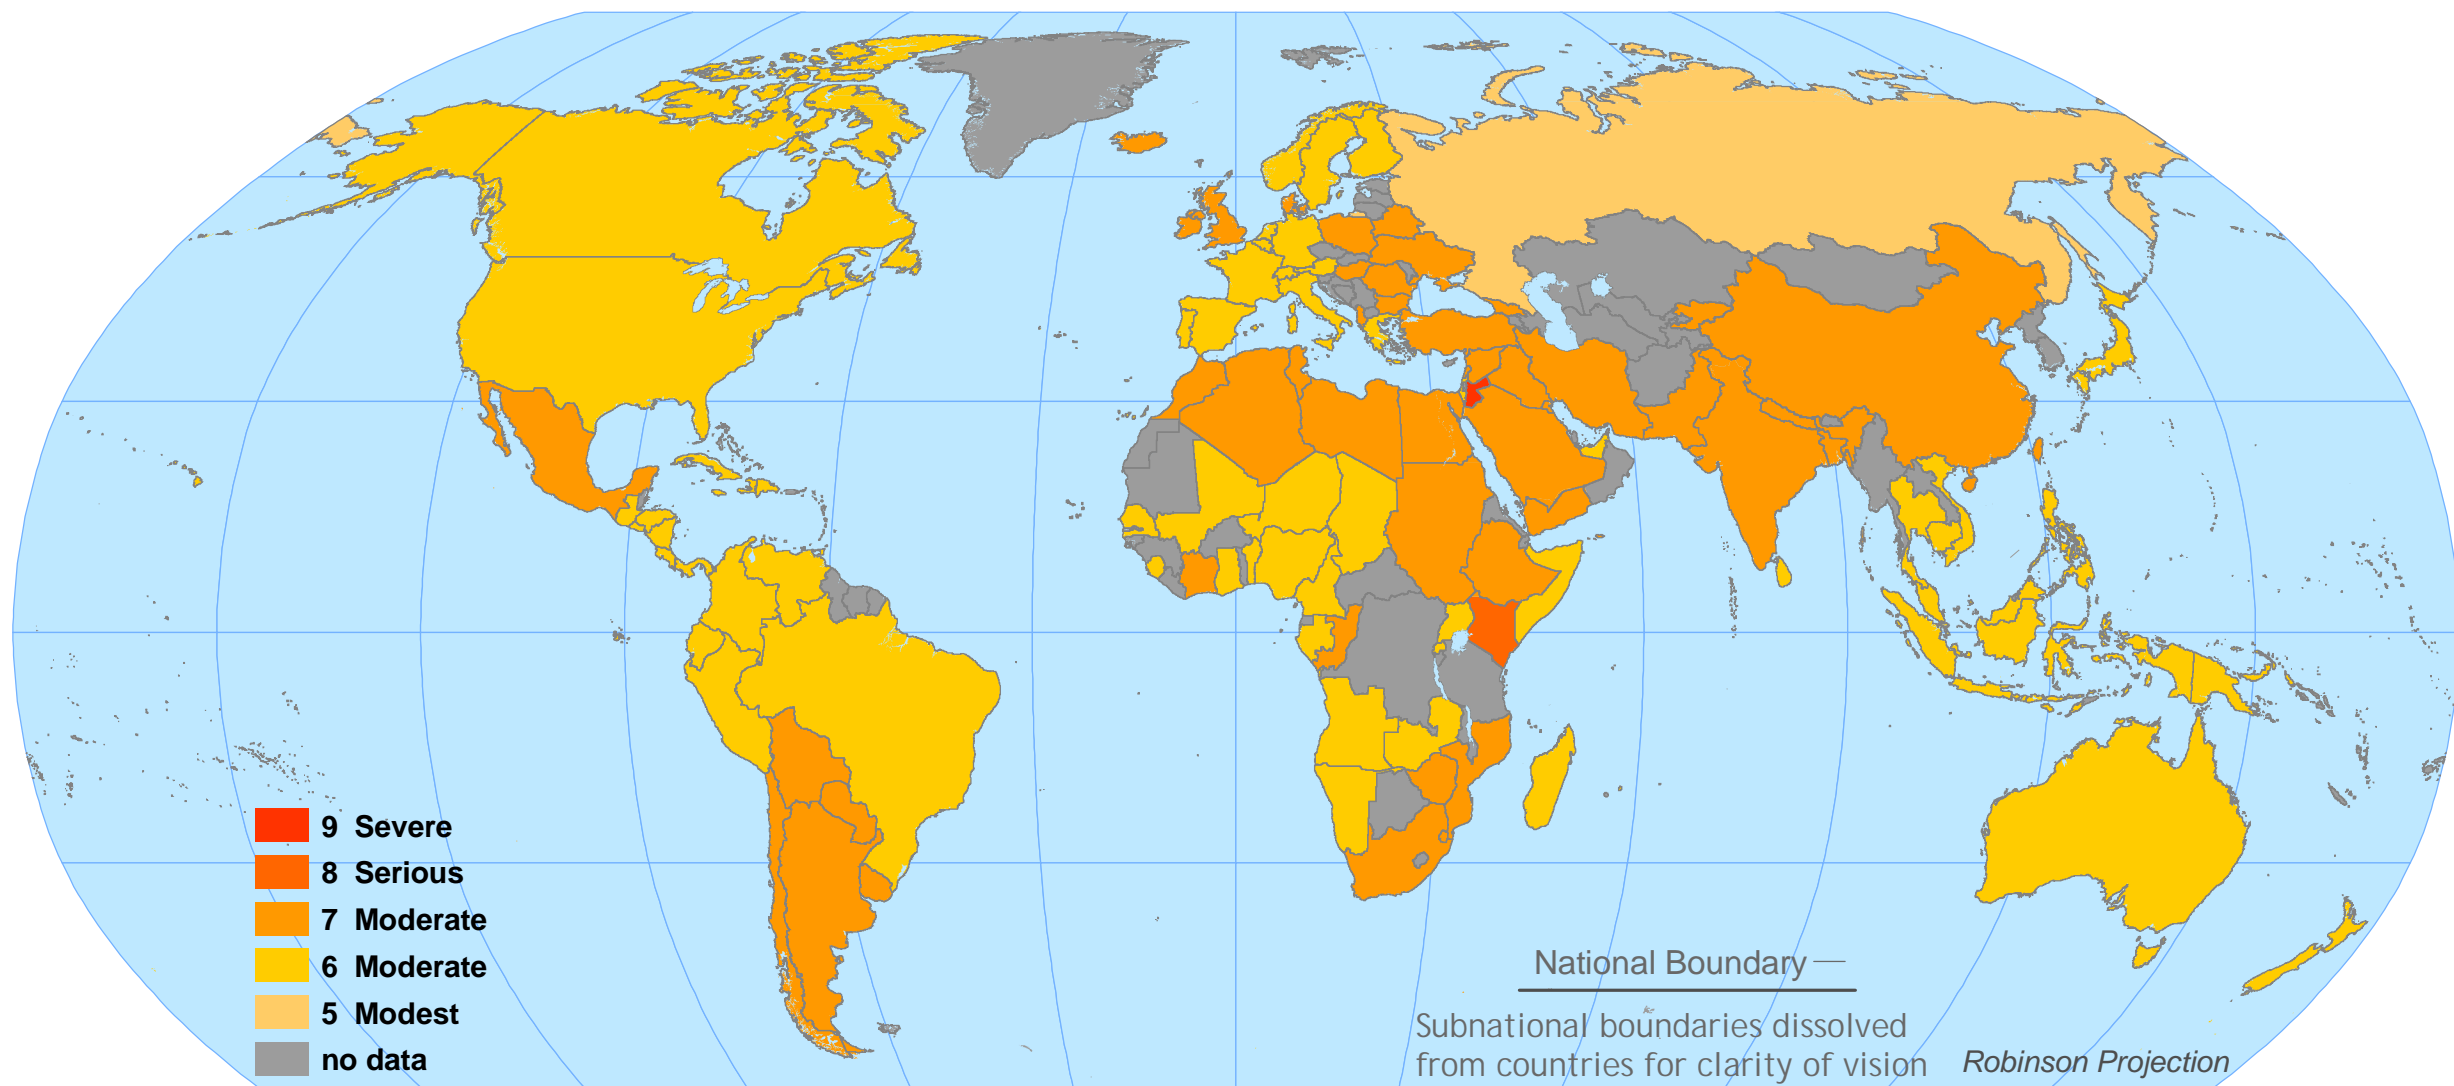 9 Severe
8 Serious
7 Moderate
6 Moderate
5 Modest
no data
National Boundary
Subnational boundaries dissolved
from countries for clarity of vision
Robinson Projection